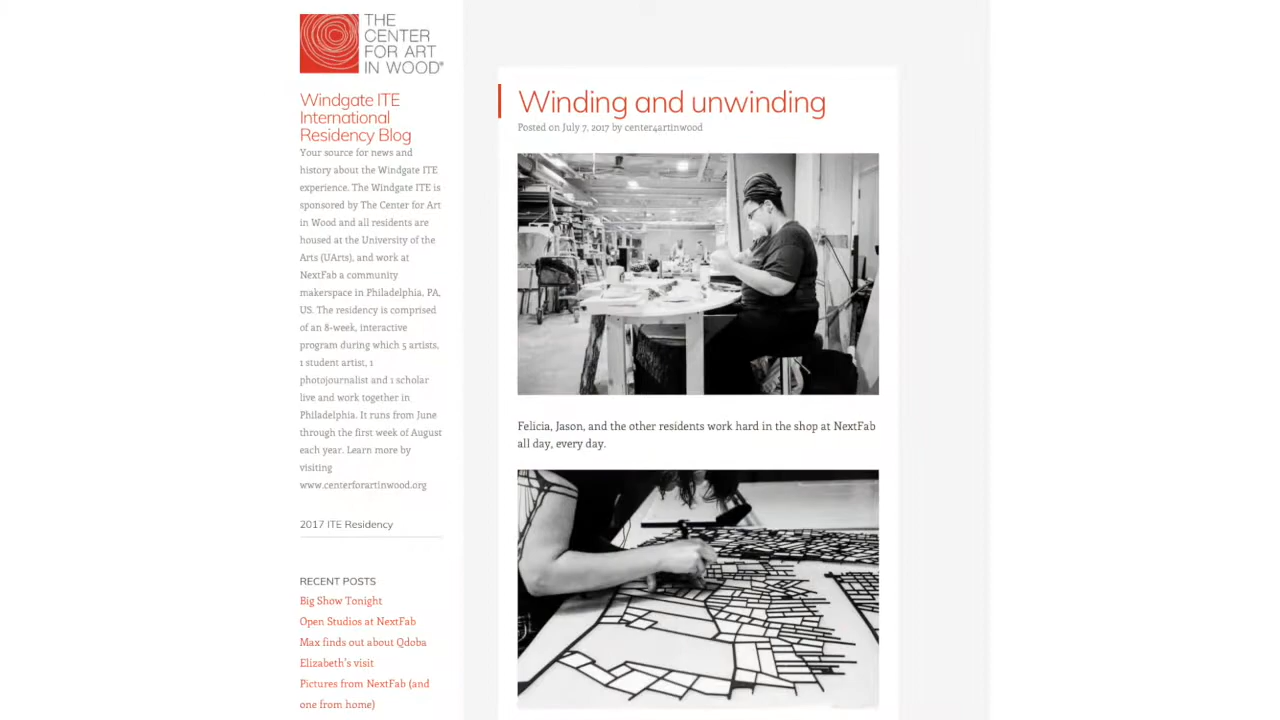 THE
CENTER
FOR ART
IN WOOD®
Windgate ITE
International
Residency Blog
Your source for news and
history about the Windgate ITE
experience. The Windgate ITE is
sponsored by The Center for Art
in Wood and all residents are
housed at the University of the
Arts (UArts), and work at
NextFab a community
makerspace in Philadelphia, PA,
US. The residency is comprised
of an 8-week, interactive
program during which 5 artists,
1 student artist, 1
photojournalist and 1 scholar
live and work together in
Philadelphia. It runs from June
through the first week of August
each year. Learn more by
visiting
www.centerforartinwood.org
2017 ITE Residency
RECENT POSTS
Big Show Tonight
Open Studios at NextFab
Max finds out about Qdoba
Elizabeth's visit
Pictures from NextFab (and
one from home)
Winding and unwinding
Posted on July 7, 2017 by center4artinwood
Felicia, Jason, and the other residents work hard in the shop at NextFab
all day, every day.